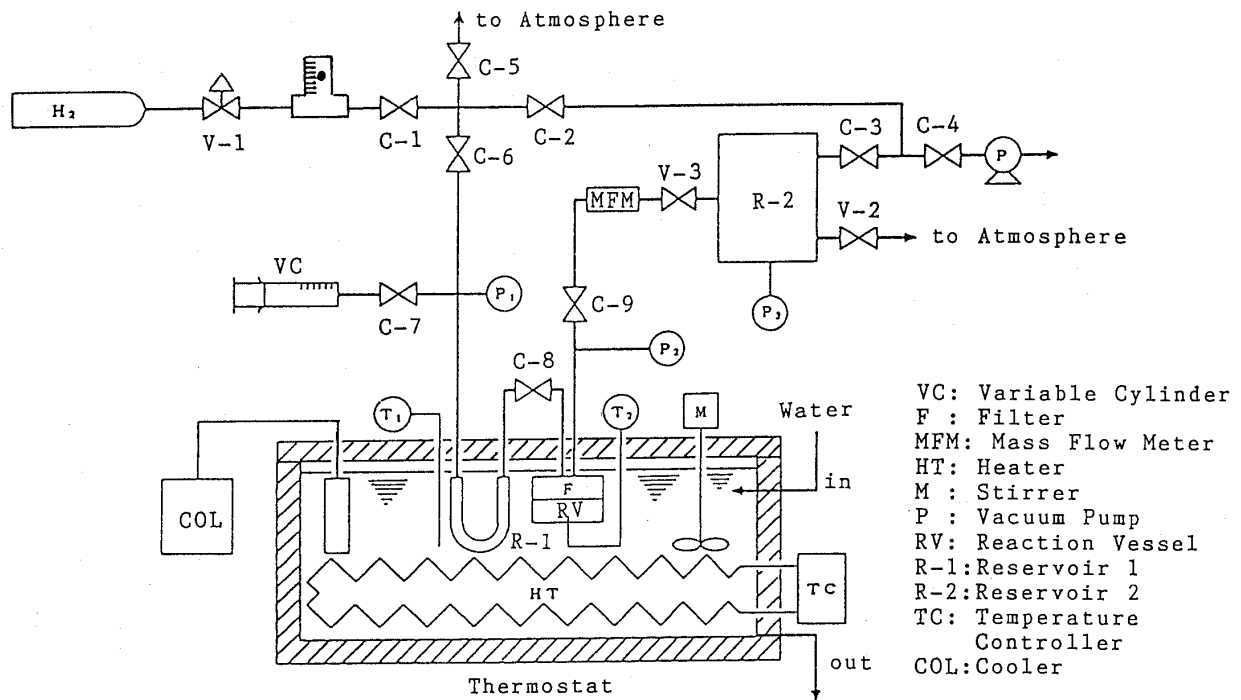 to Atmosphere
C-5
H₂
V-1
C-1
C-2
C-6
C-3
C-4
P
V-3
MFM
R-2
V-2
to Atmosphere
VC
P₁
C-7
C-9
P₃
P₂
C-8
T₁
T₂
M
Water
in
COL
F
RV
R-1
HT
TC
out
Thermostat
VC: Variable Cylinder
F : Filter
MFM: Mass Flow Meter
HT: Heater
M : Stirrer
P : Vacuum Pump
RV: Reaction Vessel
R-1:Reservoir 1
R-2:Reservoir 2
TC: Temperature
Controller
COL:Cooler